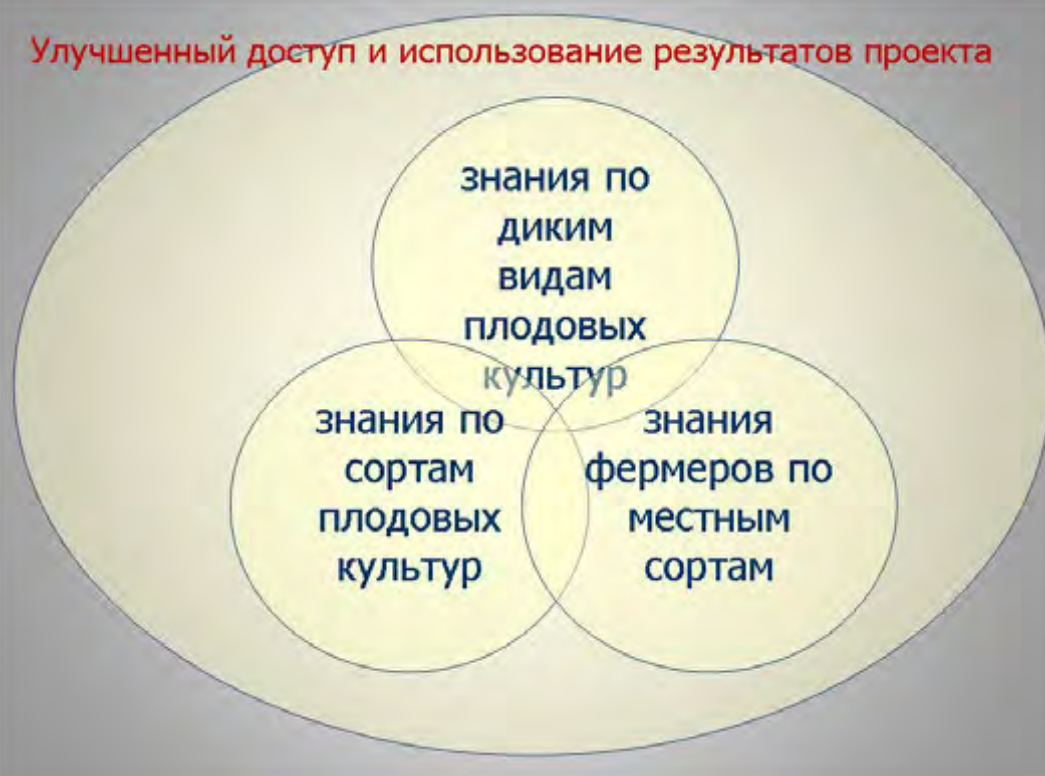 Улучшенный доступ и использование результатов проекта
знания по
диким
видам
плодовых
культур
знания по
сортам
плодовых
культур
знания
фермеров по
местным
сортам